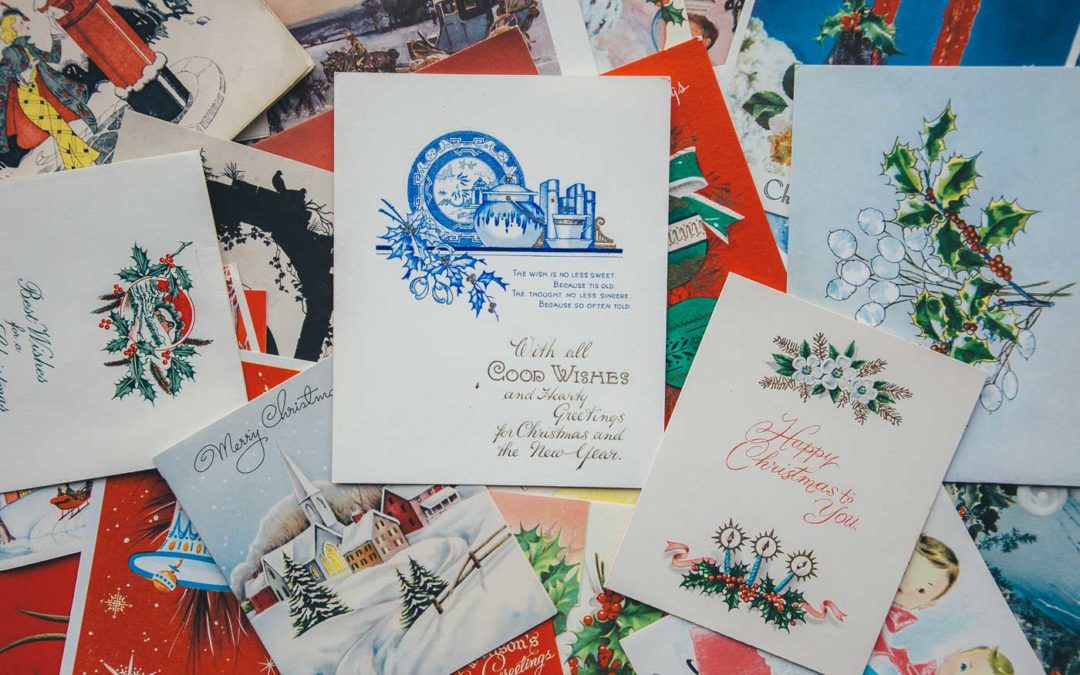 THE WISH IS NO LESS SWEET
BECAUSE 'TIS OLD.
THE THOUGHT NO LESS SINCERE
BECAUSE SO OFTEN TOLD.
With all
GOOD WISHES
and Hearty
Greetings
for Christmas and
the New Year.
Best Wishes
for a
Christmas
Merry Christma
Happy
Christmas to
You.
Ch
son's
Greetings